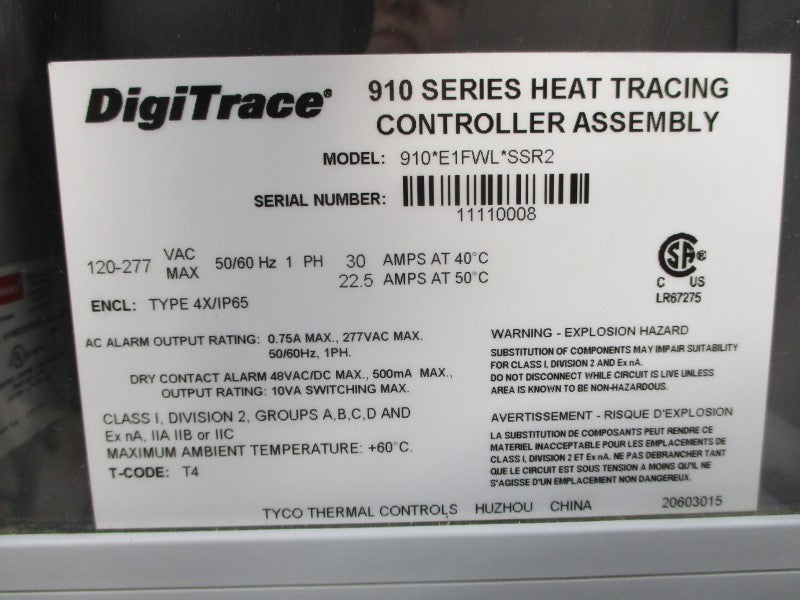 DigiTrace®
910 SERIES HEAT TRACING
CONTROLLER ASSEMBLY
MODEL: 910*E1FWL*SSR2
SERIAL NUMBER:
11110008
120-277 VAC MAX 50/60 Hz 1 PH 30 AMPS AT 40°C
22.5 AMPS AT 50°C
ENCL: TYPE 4X/IP65
SA®
C US
LR67275
AC ALARM OUTPUT RATING: 0.75A MAX., 277VAC MAX.
50/60HZ, 1PH.
DRY CONTACT ALARM 48VAC/DC MAX., 500mA MAX.,
OUTPUT RATING: 10VA SWITCHING MAX.
CLASS I, DIVISION 2, GROUPS A,B,C,D AND
Ex nA, IIA IIB or IIC
MAXIMUM AMBIENT TEMPERATURE: +60°C.
T-CODE: T4
WARNING - EXPLOSION HAZARD
SUBSTITUTION OF COMPONENTS MAY IMPAIR SUITABILITY
FOR CLASS I, DIVISION 2 AND Ex nA.
DO NOT DISCONNECT WHILE CIRCUIT IS LIVE UNLESS
AREA IS KNOWN TO BE NON-HAZARDOUS.
AVERTISSEMENT - RISQUE D'EXPLOSION
LA SUBSTITUTION DE COMPOSANTS PEUT RENDRE CE
MATERIEL INACCEPTABLE POUR LES EMPLACEMENTS DE
CLASS I, DIVISION 2 ET Ex nA. NE PAS DEBRANCHER TANT
QUE LE CIRCUIT EST SOUS TENSION A MOINS QU'IL NE
S'AGISSE D'UN EMPLACEMENT NON DANGEREUX.
TYCO THERMAL CONTROLS HUZHOU CHINA
20603015